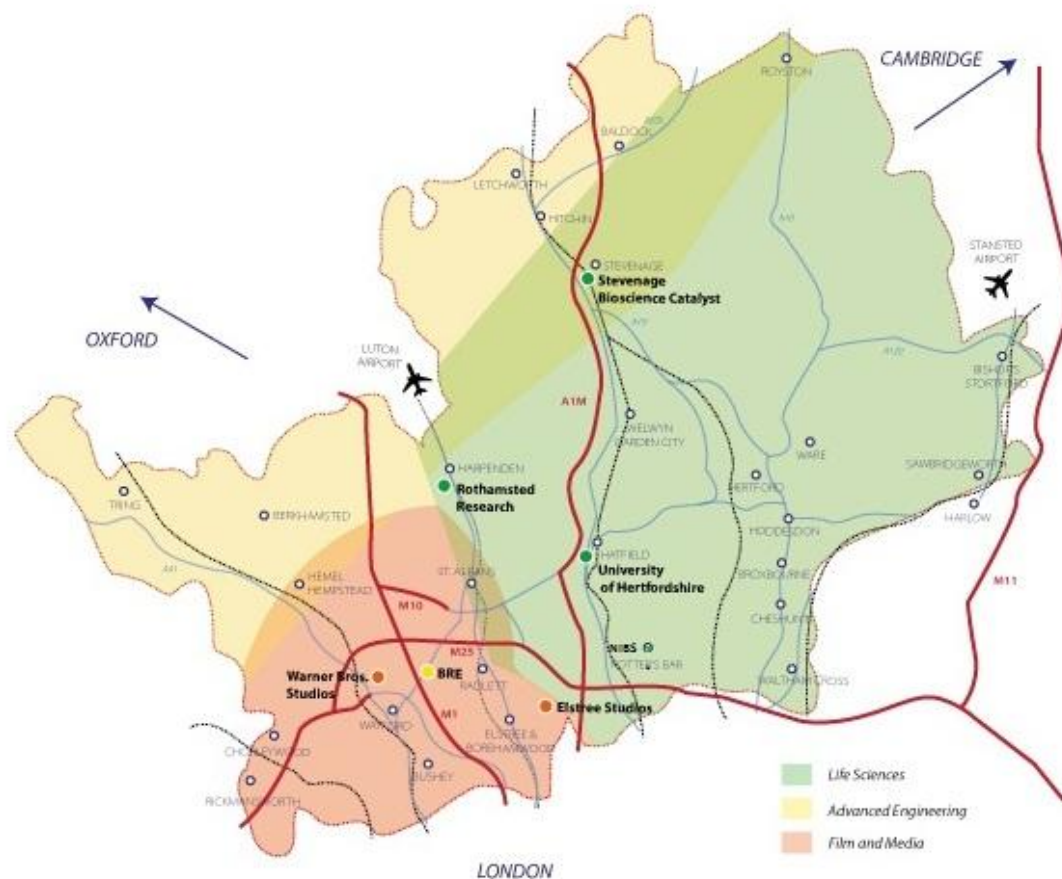 CAMBRIDGE
ROYSTON
BALDOCK
LETCHWORTH
HITCHIN
STANSTED
AIRPORT
STEVENAGE
Stevenage
Bioscience Catalyst
OXFORD
LUTON
AIRPORT
BISHOP'S
STORTFORD
A1M
WELWYN
GARDEN CITY
WARE
HARPENDEN
SAWBRIDGEWORTH
HERTFORD
Rothamsted
Research
TRING
BERKHAMSTED
HARLOW
HODDESDON
HATFIELD
University
of Hertfordshire
ST. ALBANS
BROXBOURNE
HEMEL
HEMPSTEAD
M11
M10
CHESHUNT
M25
POTTERS BAR
Warner Bros.
Studios
BRE
RADLETT
WALTHAM CROSS
Elstree Studios
M1
WATFORD
ELSTREE &
BOREHAMWOOD
CHORLEYWOOD
BUSHEY
RICKMANSWORTH
Life Sciences
Advanced Engineering
Film and Media
LONDON